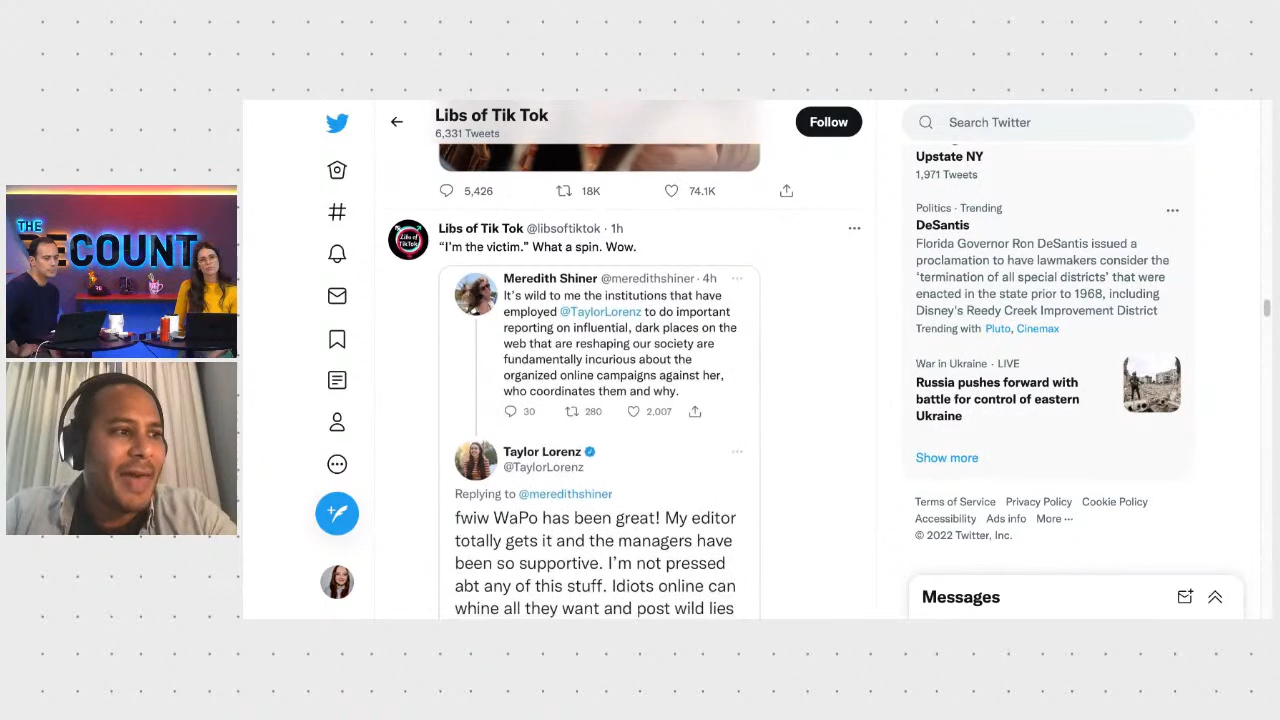 THE
RECOUNT
Libs of Tik Tok
6,331 Tweets
Follow
5,426
18K
74.1K
Libs of Tik Tok @libsoftiktok · 1h
“I'm the victim.” What a spin. Wow.
Meredith Shiner @meredithshiner · 4h
It's wild to me the institutions that have
employed @TaylorLorenz to do important
reporting on influential, dark places on the
web that are reshaping our society are
fundamentally incurious about the
organized online campaigns against her,
who coordinates them and why.
30
280
2,007
Taylor Lorenz
@TaylorLorenz
Replying to @meredithshiner
fwiw WaPo has been great! My editor
totally gets it and the managers have
been so supportive. I'm not pressed
abt any of this stuff. Idiots online can
whine all they want and post wild lies
Search Twitter
Upstate NY
1,971 Tweets
Politics · Trending
DeSantis
Florida Governor Ron DeSantis issued a
proclamation to have lawmakers consider the
‘termination of all special districts’ that were
enacted in the state prior to 1968, including
Disney's Reedy Creek Improvement District
Trending with Pluto, Cinemax
War in Ukraine · LIVE
Russia pushes forward with
battle for control of eastern
Ukraine
Show more
Terms of Service Privacy Policy Cookie Policy
Accessibility Ads info More ···
© 2022 Twitter, Inc.
Messages